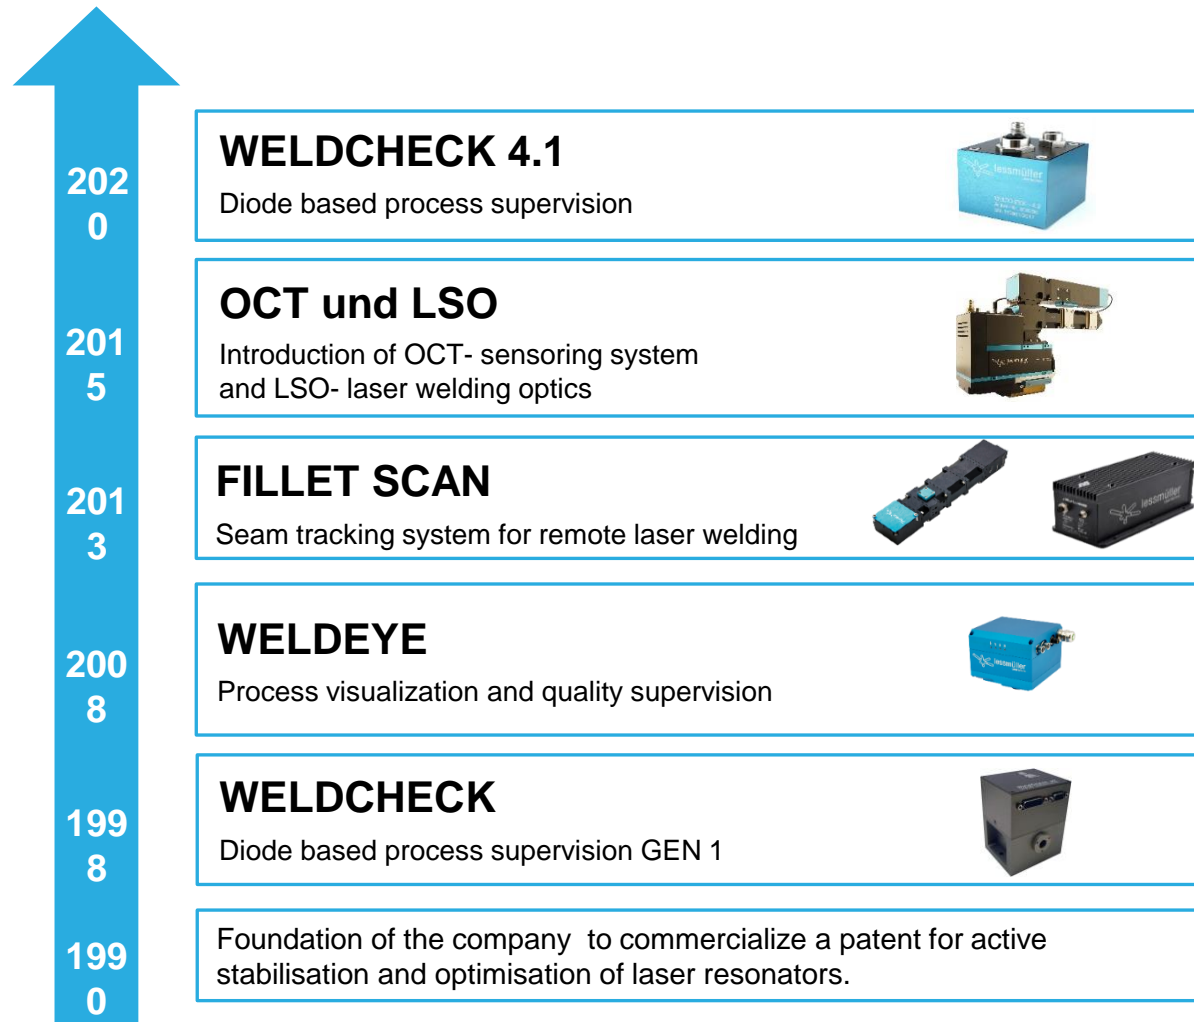 202
0
WELDCHECK 4.1
Diode based process supervision
lessmüller
201
5
OCT und LSO
Introduction of OCT- sensoring system
and LSO- laser welding optics
201
3
FILLET SCAN
Seam tracking system for remote laser welding
lessmüller
200
8
WELDEYE
Process visualization and quality supervision
lessmüller
199
8
WELDCHECK
Diode based process supervision GEN 1
199
0
Foundation of the company  to commercialize a patent for active
stabilisation and optimisation of laser resonators.